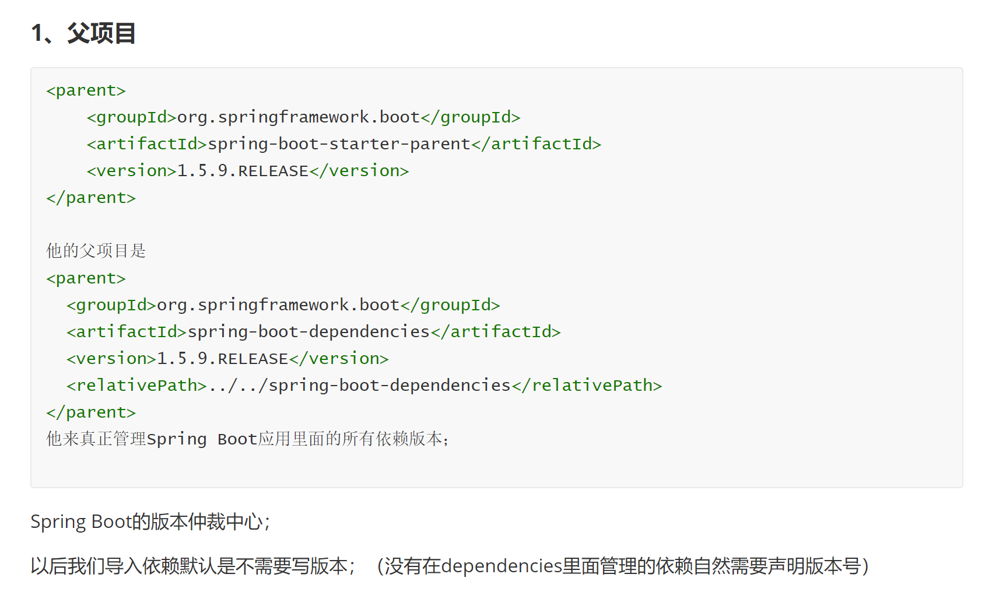 1、父项目
<parent>
    <groupId>org.springframework.boot</groupId>
    <artifactId>spring-boot-starter-parent</artifactId>
    <version>1.5.9.RELEASE</version>
</parent>

他的父项目是
<parent>
  <groupId>org.springframework.boot</groupId>
  <artifactId>spring-boot-dependencies</artifactId>
  <version>1.5.9.RELEASE</version>
  <relativePath>../../spring-boot-dependencies</relativePath>
</parent>
他来真正管理Spring Boot应用里面的所有依赖版本；
Spring Boot的版本仲裁中心；
以后我们导入依赖默认是不需要写版本；（没有在dependencies里面管理的依赖自然需要声明版本号）